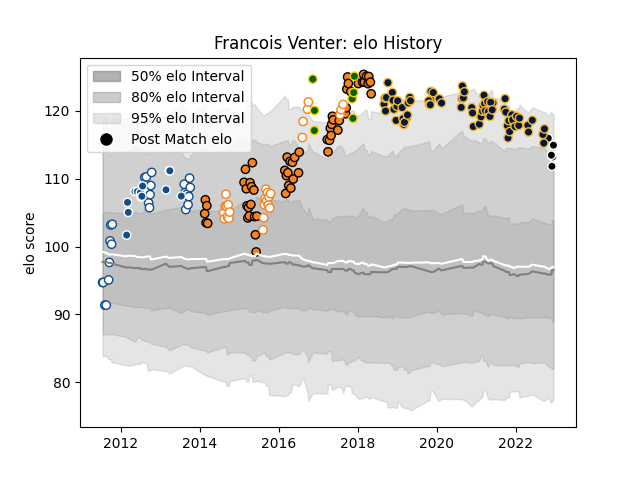 Francois Venter: elo History
50% elo Interval
80% elo Interval
95% elo Interval
Post Match elo
elo score
120
110
100
90
80
2012
2014
2016
2018
2020
2022